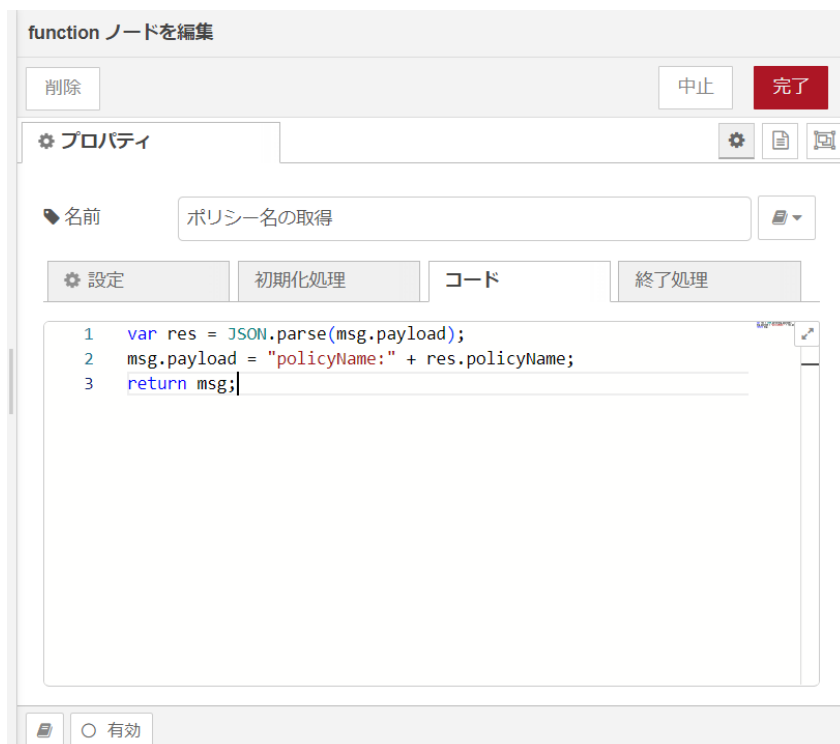 function ノードを編集
削除
中止
完了
プロパティ
名前
ポリシー名の取得
設定
初期化処理
コード
終了処理
1 var res = JSON.parse(msg.payload);
2 msg.payload = "policyName:" + res.policyName;
3 return msg;
有効